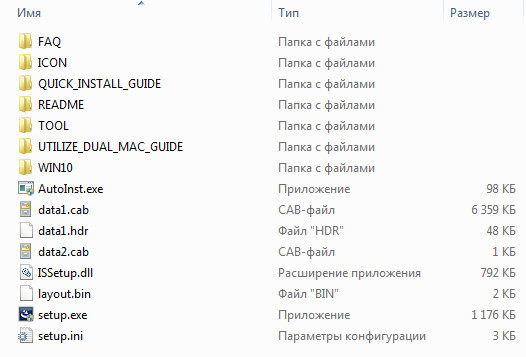 Имя Тип Размер
FAQ Папка с файлами
ICON Папка с файлами
QUICK_INSTALL_GUIDE Папка с файлами
README Папка с файлами
TOOL Папка с файлами
UTILIZE_DUAL_MAC_GUIDE Папка с файлами
WIN10 Папка с файлами
AutoInst.exe Приложение 98 КБ
data1.cab CAB-файл 6 359 КБ
data1.hdr Файл "HDR" 48 КБ
data2.cab CAB-файл 1 КБ
ISSetup.dll Расширение приложения 792 КБ
layout.bin Файл "BIN" 2 КБ
setup.exe Приложение 1 176 КБ
setup.ini Параметры конфигурации 3 КБ